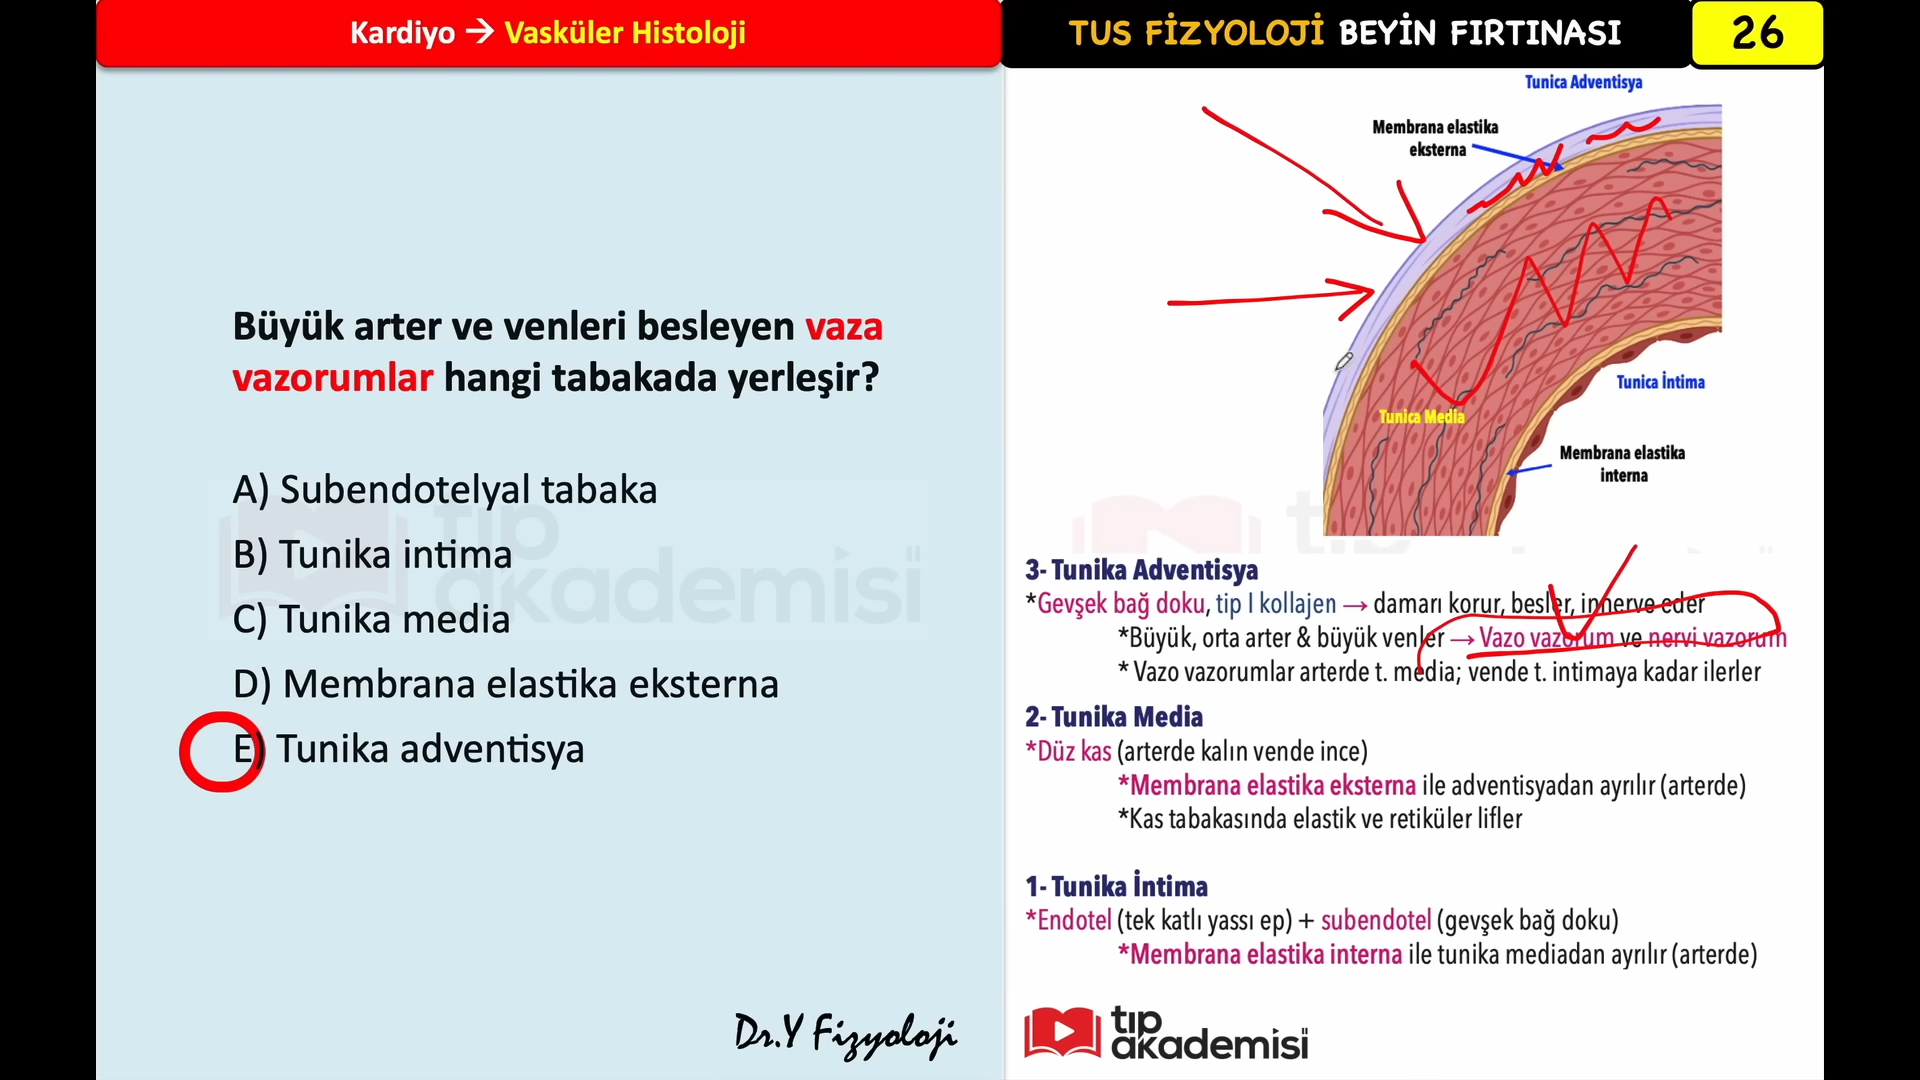 Kardiyo → Vasküler Histoloji
TUS FİZYOLOJİ BEYİN FIRTINASI
26
Büyük arter ve venleri besleyen vaza
vazorumlar hangi tabakada yerleşir?
A) Subendotelyal tabaka
B) Tunika intima
C) Tunika media
D) Membrana elastika eksterna
E) Tunika adventisya
Dr.Y Fizyoloji
Tunica Adventisya
Membrana elastika
eksterna
Tunica İntima
Tunica Media
Membrana elastika
interna
3- Tunika Adventisya
*Gevşek bağ doku, tip I kollajen → damarı korur, besler, innerve eder
*Büyük, orta arter & büyük venler → Vazo vazorum ve nervi vazorum
* Vazo vazorumlar arterde t. media; vende t. intimaya kadar ilerler
2- Tunika Media
*Düz kas (arterde kalın vende ince)
*Membrana elastika eksterna ile adventisyadan ayrılır (arterde)
*Kas tabakasında elastik ve retiküler lifler
1- Tunika İntima
*Endotel (tek katlı yassı ep) + subendotel (gevşek bağ doku)
*Membrana elastika interna ile tunika mediadan ayrılır (arterde)
tıp
akademisi
tıp
akademisi